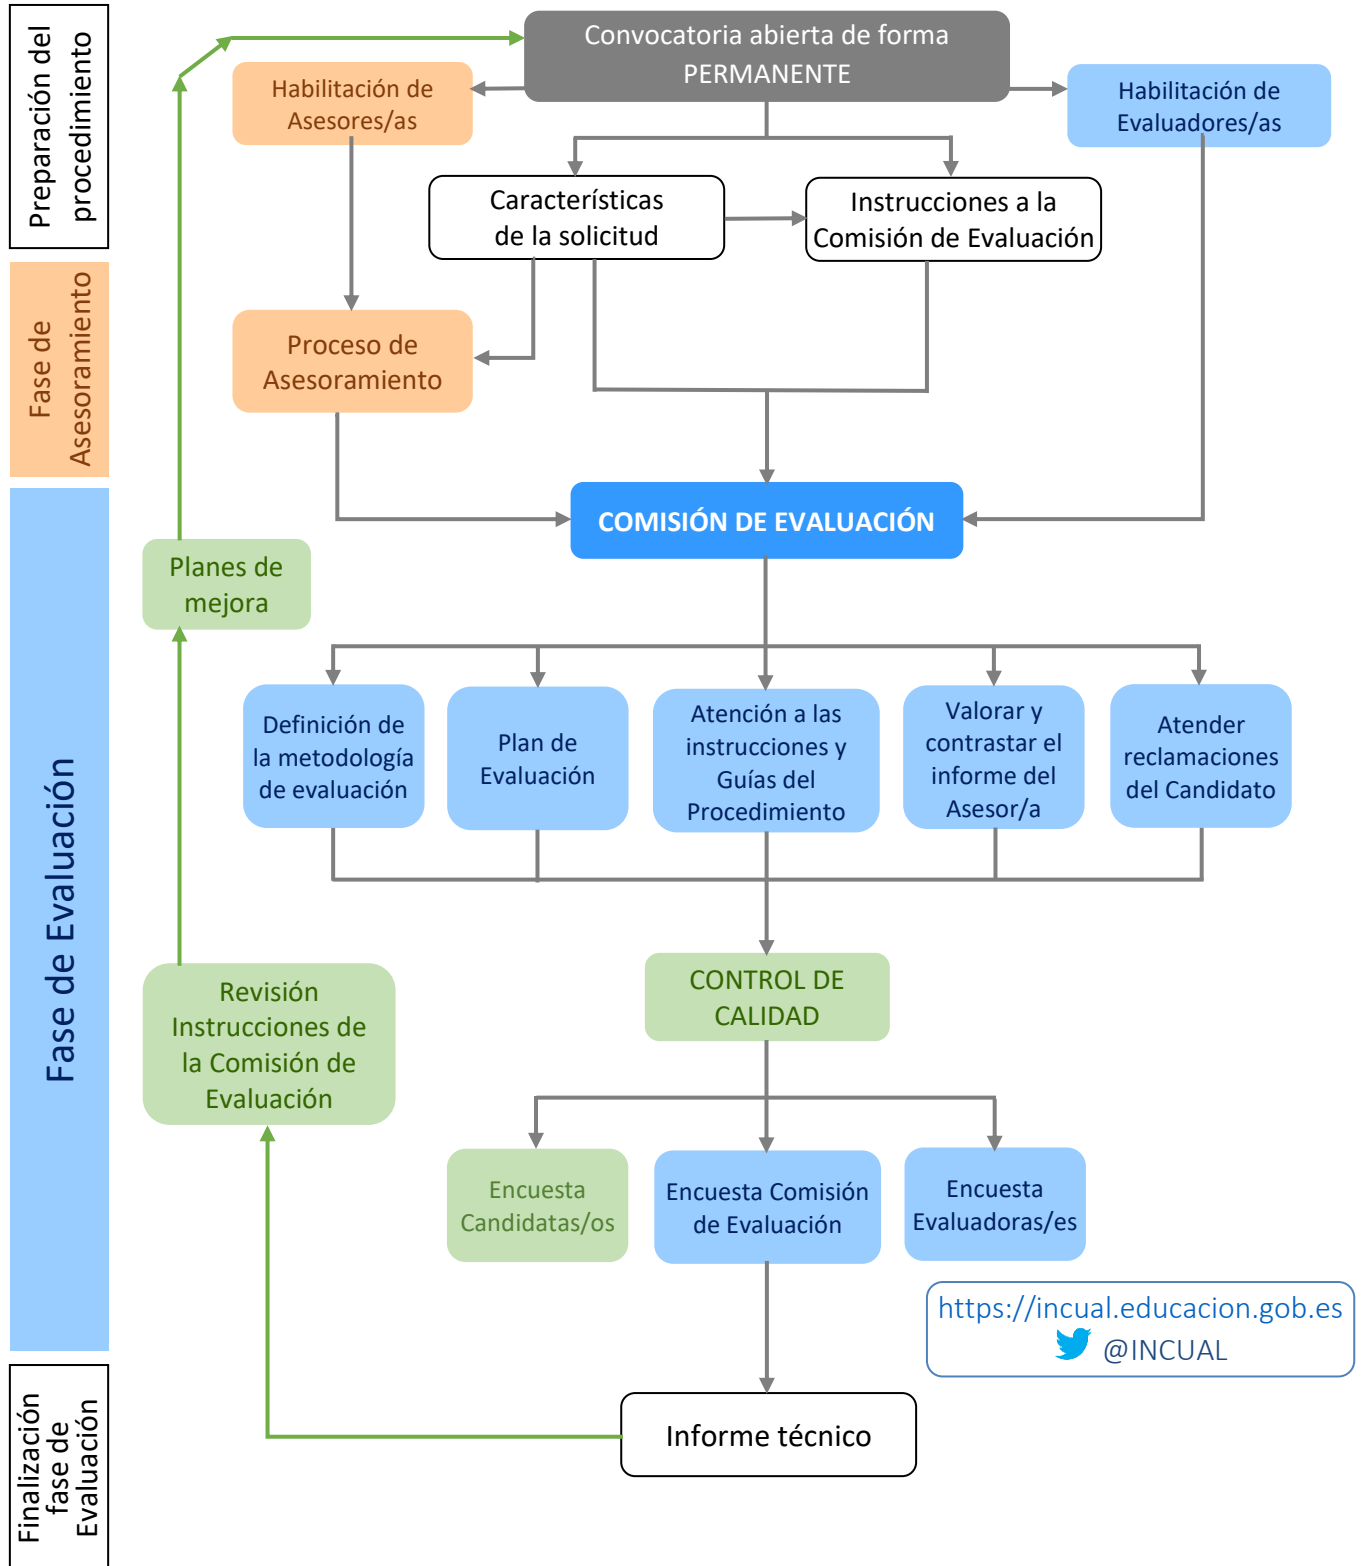 Preparación del
procedimiento
Convocatoria abierta de forma
PERMANENTE
Habilitación de
Asesores/as
Habilitación de
Evaluadores/as
Características
de la solicitud
Instrucciones a la
Comisión de Evaluación
Fase de
Asesoramiento
Proceso de
Asesoramiento
Fase de Evaluación
COMISIÓN DE EVALUACIÓN
Planes de
mejora
Definición de
la metodología
de evaluación
Plan de
Evaluación
Atención a las
instrucciones y
Guías del
Procedimiento
Valorar y
contrastar el
informe del
Asesor/a
Atender
reclamaciones
del Candidato
CONTROL DE
CALIDAD
Revisión
Instrucciones de
la Comisión de
Evaluación
Encuesta
Candidatas/os
Encuesta Comisión
de Evaluación
Encuesta
Evaluadoras/es
https://incual.educacion.gob.es
@INCUAL
Finalización
fase de
Evaluación
Informe técnico